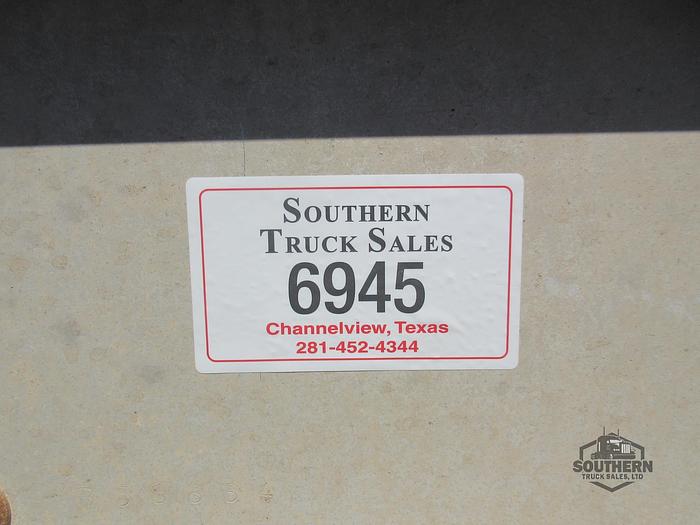 Southern
Truck Sales
6945
Channelview, Texas
281-452-4344
SOUTHERN
TRUCK SALES, LTD